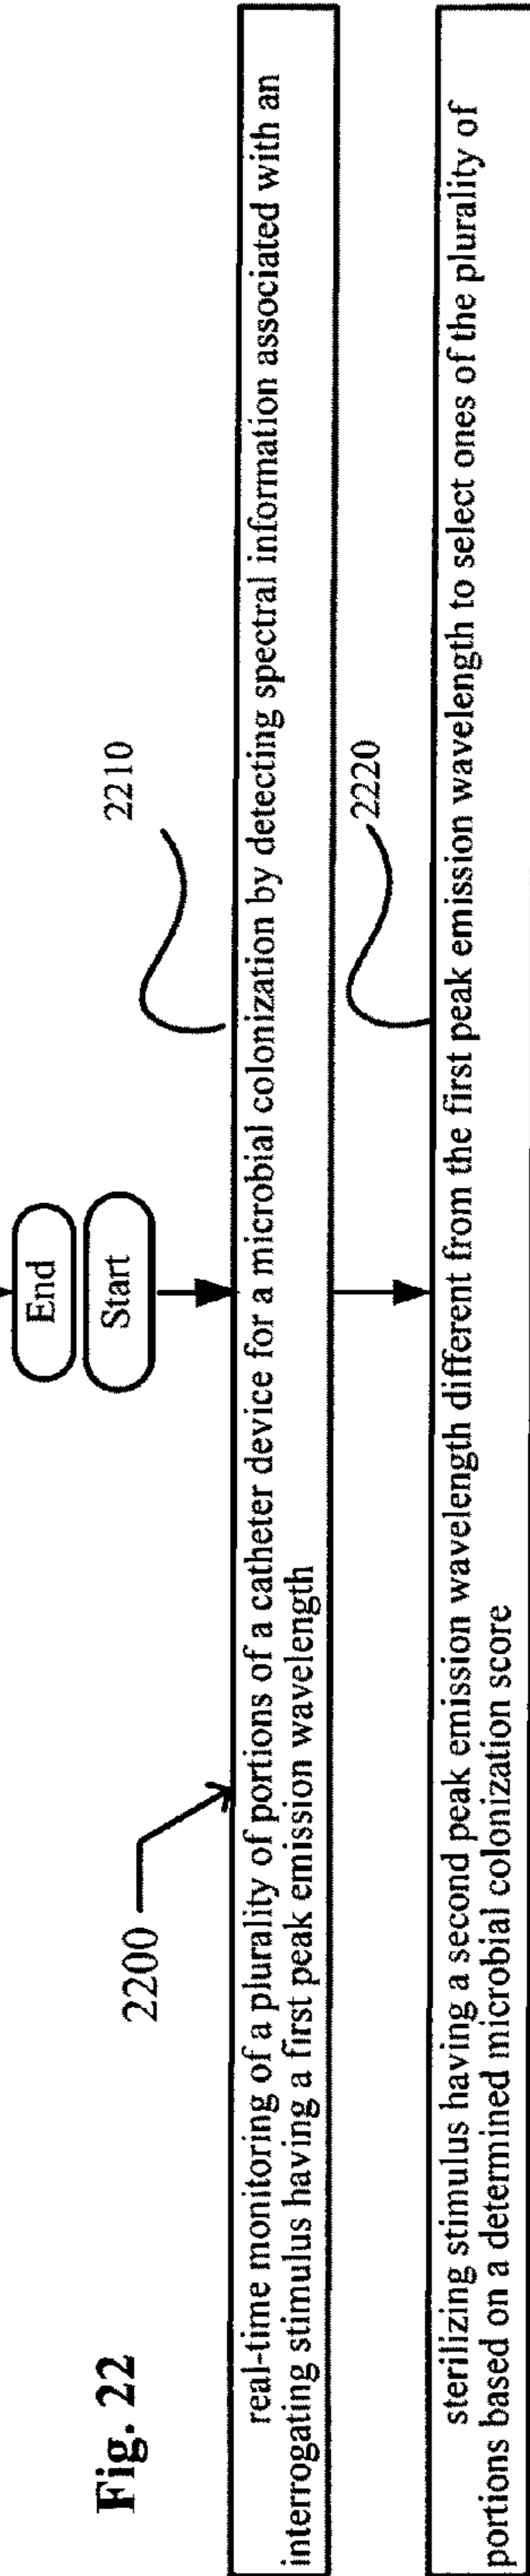 End
Fig. 22
Start
2200
2210
real-time monitoring of a plurality of portions of a catheter device for a microbial colonization by detecting spectral information associated with an
interrogating stimulus having a first peak emission wavelength
2220
sterilizing stimulus having a second peak emission wavelength different from the first peak emission wavelength to select ones of the plurality of
portions based on a determined microbial colonization score